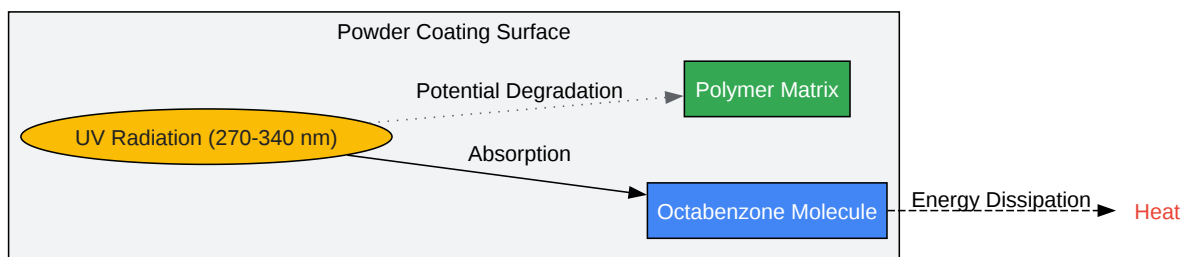 Powder Coating Surface
Potential Degradation
Polymer Matrix
UV Radiation (270-340 nm)
Absorption
Octabenzone Molecule
Energy Dissipation
Heat